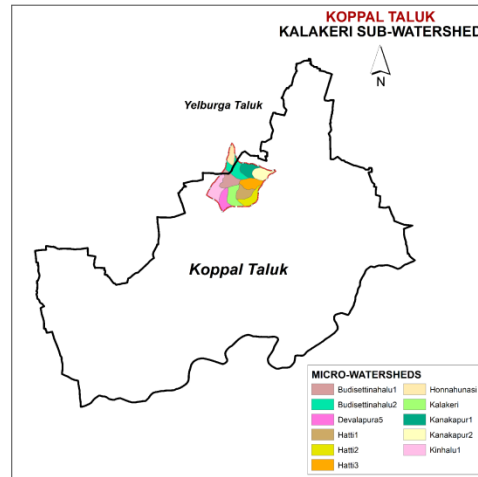 KOPPAL TALUK
KALAKERI SUB-WATERSHED
N
Yelburga Taluk
Koppal Taluk
MICRO-WATERSHEDS
Budisettinahalu1
Budisettinahalu2
Devalapura5
Hatti1
Hatti2
Hatti3
Honnahunasi
Kalakeri
Kanakapur1
Kanakapur2
Kinhalu1